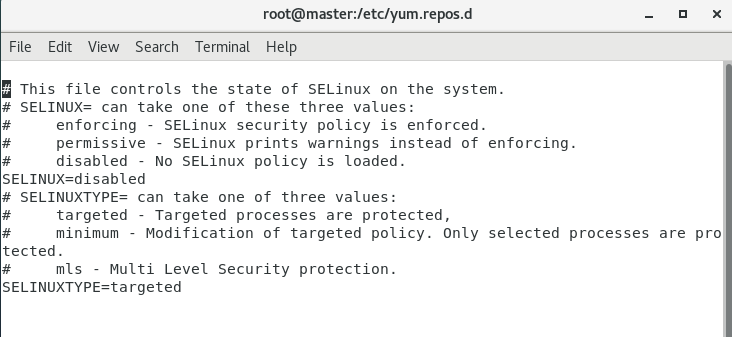 root@master:/etc/yum.repos.d
File Edit View Search Terminal Help
# This file controls the state of SELinux on the system.
# SELINUX= can take one of these three values:
#     enforcing - SELinux security policy is enforced.
#     permissive - SELinux prints warnings instead of enforcing.
#     disabled - No SELinux policy is loaded.
SELINUX=disabled
# SELINUXTYPE= can take one of three values:
#     targeted - Targeted processes are protected,
#     minimum - Modification of targeted policy. Only selected processes are pro
tected.
#     mls - Multi Level Security protection.
SELINUXTYPE=targeted